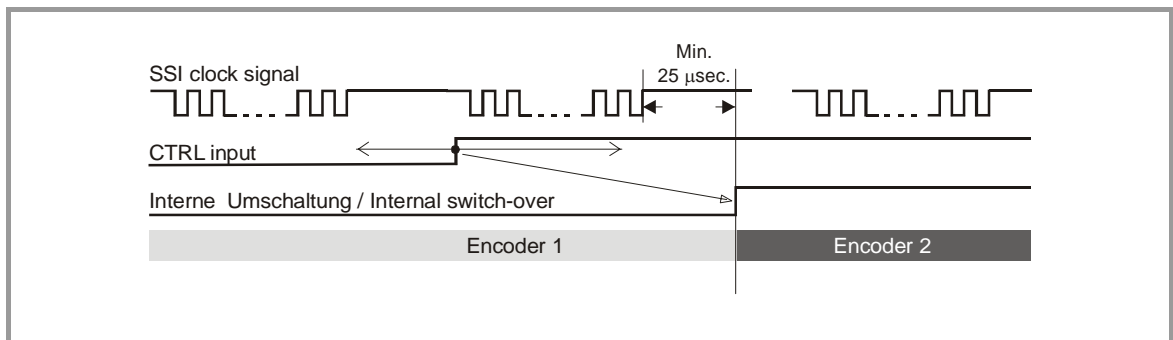 Min.
25 μsec.
SSI clock signal
CTRL input
Interne Umschaltung / Internal switch-over
Encoder 1
Encoder 2